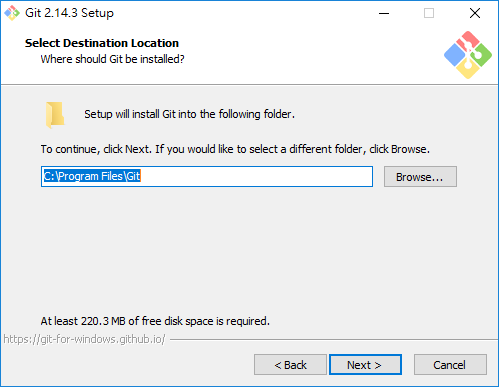 Git 2.14.3 Setup
Select Destination Location
Where should Git be installed?
Setup will install Git into the following folder.
To continue, click Next. If you would like to select a different folder, click Browse.
C:\Program Files\Git
Browse...
At least 220.3 MB of free disk space is required.
https://git-for-windows.github.io/
< Back
Next >
Cancel